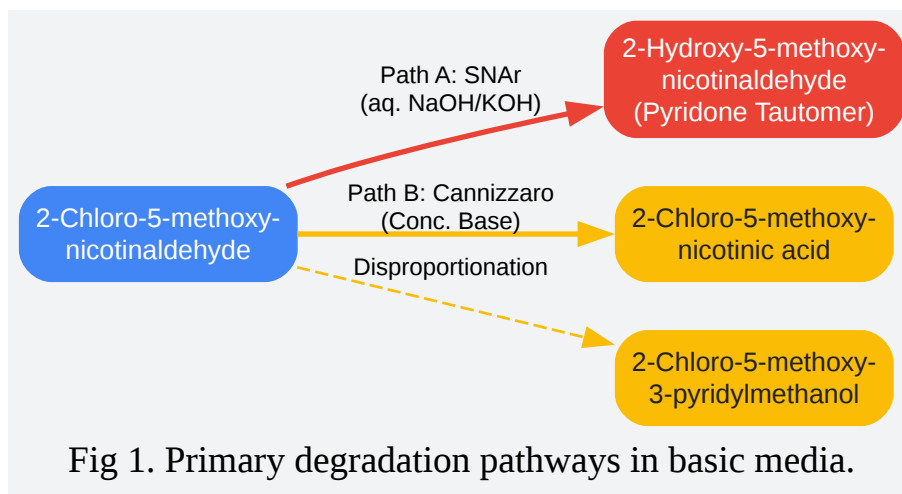 2-Hydroxy-5-methoxy-
nicotinaldehyde
(Pyridone Tautomer)
Path A: SNAr
(aq. NaOH/KOH)
2-Chloro-5-methoxy-
nicotinaldehyde
Path B: Cannizzaro
(Conc. Base)
2-Chloro-5-methoxy-
nicotinic acid
Disproportionation
2-Chloro-5-methoxy-
3-pyridylmethanol
Fig 1. Primary degradation pathways in basic media.